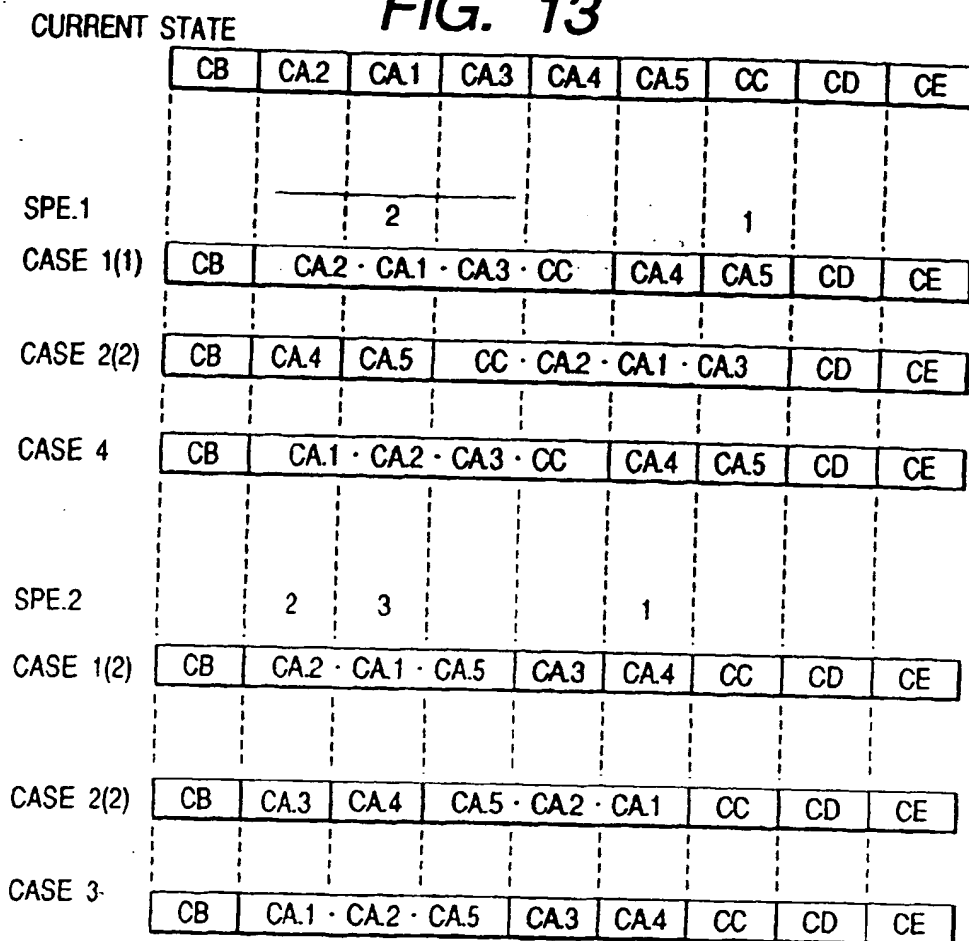 FIG. 13
CURRENT STATE
CB CA.2 CA.1 CA.3 CA.4 CA.5 CC CD CE
SPE.1 2 1
CASE 1(1) CB CA.2 · CA.1 · CA.3 · CC CA.4 CA.5 CD CE
CASE 2(2) CB CA.4 CA.5 CC · CA.2 · CA.1 · CA.3 CD CE
CASE 4 CB CA.1 · CA.2 · CA.3 · CC CA.4 CA.5 CD CE
SPE.2 2 3 1
CASE 1(2) CB CA.2 · CA.1 · CA.5 CA.3 CA.4 CC CD CE
CASE 2(2) CB CA.3 CA.4 CA.5 · CA.2 · CA.1 CC CD CE
CASE 3 CB CA.1 · CA.2 · CA.5 CA.3 CA.4 CC CD CE